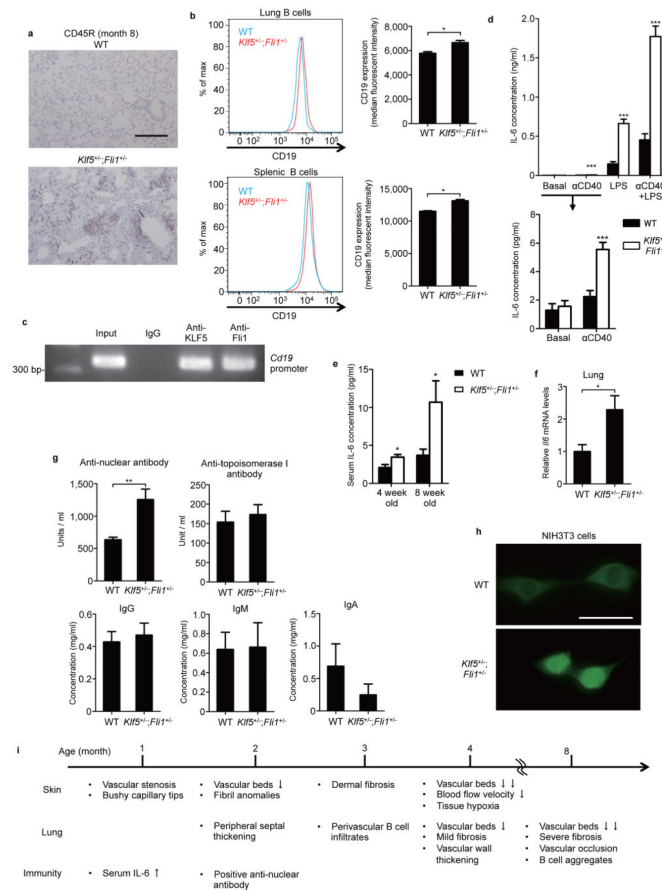 a
CD45R (month 8)
WT
Klf5+/-;Fli1+/-
b
Lung B cells
% of max
WT
Klf5+/-;Fli1+/-
0 10² 10³ 10⁴ 10⁵
CD19
CD19 expression
(median fluorescent intensity)
8,000
6,000
4,000
2,000
0
*
WT Klf5+/-;Fli1+/-
Splenic B cells
% of max
WT
Klf5+/-;Fli1+/-
0 10² 10³ 10⁴ 10⁵
CD19
CD19 expression
(median fluorescent intensity)
15,000
10,000
5,000
0
*
WT Klf5+/-;Fli1+/-
c
Input IgG Anti-KLF5 Anti-Fli1
300 bp-
Cd19
promoter
d
IL-6 concentration (ng/ml)
2.0
1.5
1.0
0.5
0
***
***
***
Basal αCD40 LPS αCD40
+LPS
IL-6 concentration (pg/ml)
8
6
4
2
0
***
Basal αCD40
WT
Klf5+
Fli1
e
Serum IL-6 concentration (pg/ml)
15
10
5
0
*
*
4 week
old
8 week
old
WT
Klf5+/-;Fli1+/-
f
Lung
Relative Il6 mRNA levels
3
2
1
0
*
WT Klf5+/-;Fli1+/-
g
Anti-nuclear antibody
Units / ml
1,500
1,000
500
0
**
WT Klf5+/-;Fli1+/-
Anti-topoisomerase I
antibody
Unit / ml
200
150
100
50
0
WT Klf5+/-;Fli1+/-
IgG
Concentration (mg/ml)
0.6
0.4
0.2
0.0
WT Klf5+/-;Fli1+/-
IgM
Concentration (mg/ml)
1.0
0.8
0.6
0.4
0.2
0
WT Klf5+/-;Fli1+/-
IgA
Concentration (mg/ml)
1.5
1.0
0.5
0
WT Klf5+/-;Fli1+/-
h
NIH3T3 cells
WT
Klf5+/-;
Fli1+/-
i
Age (month) 1 2 3 4 8
Skin
• Vascular stenosis
• Bushy capillary tips
• Vascular beds ↓
• Fibril anomalies
• Dermal fibrosis
• Vascular beds ↓ ↓
• Blood flow velocity ↓
• Tissue hypoxia
Lung
• Peripheral septal
thickening
• Perivascular B cell
infiltrates
• Vascular beds ↓
• Mild fibrosis
• Vascular wall
thickening
• Vascular beds ↓ ↓
• Severe fibrosis
• Vascular occlusion
• B cell aggregates
Immunity
• Serum IL-6 ↑
• Positive anti-nuclear
antibody